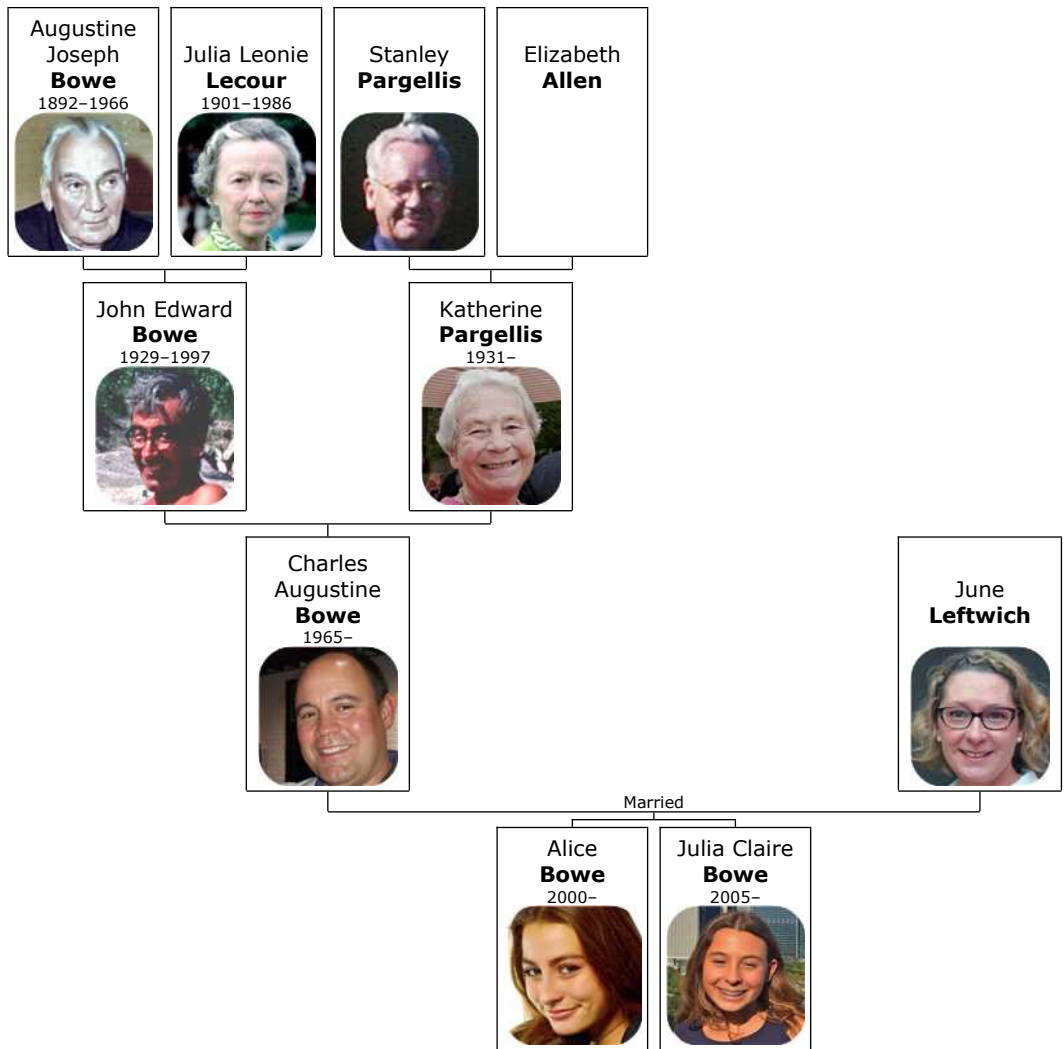 Augustine
Joseph
Bowe
1892–1966
Julia Leonie
Lecour
1901–1986
Stanley
Pargellis
Elizabeth
Allen
John Edward
Bowe
1929–1997
Katherine
Pargellis
1931–
Charles
Augustine
Bowe
1965–
June
Leftwich
Married
Alice
Bowe
2000–
Julia Claire
Bowe
2005–